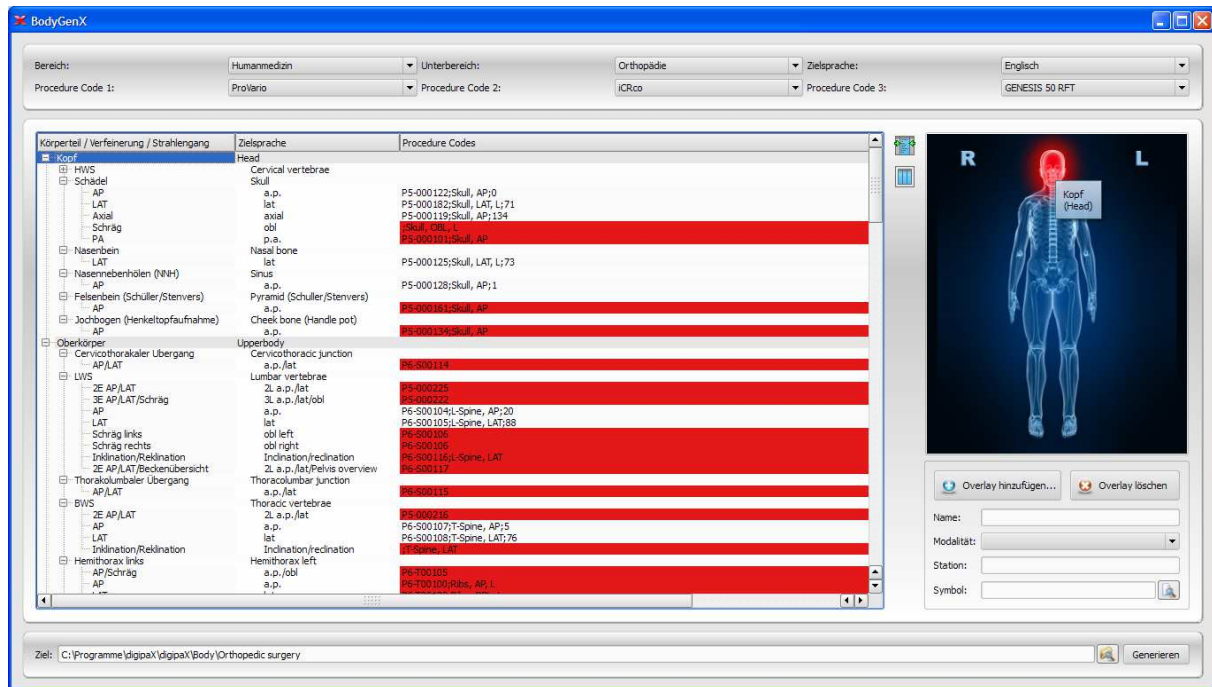 BodyGenX
Bereich: Humanmedizin Unterbereich: Orthopädie Zielsprache: Englisch
Procedure Code 1: ProVario Procedure Code 2: iCRco Procedure Code 3: GENESIS 50 RFT
Körperteil / Verfeinerung / Strahlengang Zielsprache Procedure Codes
Kopf Head
HWS Cervical vertebrae
Schädel Skull
AP a.p. P5-000122;Skull, AP;0
LAT lat P5-000182;Skull, LAT, L;71
Axial axial P5-000119;Skull, AP;134
Schräg obl ;Skull, OBL, L
PA p.a. P5-000101;Skull, AP
Nasenbein Nasal bone
LAT lat P5-000125;Skull, LAT, L;73
Nasennebenhölen (NNH) Sinus
AP a.p. P5-000128;Skull, AP;1
Felsenbein (Schüller/Stenvers) Pyramid (Schuller/Stenvers)
AP a.p. P5-000161;Skull, AP
Jochbogen (Henkeltopfaufnahme) Cheek bone (Handle pot)
AP a.p. P5-000134;Skull, AP
Oberkörper Upperbody
Cervicothorakaler Übergang Cervicothoracic junction
AP/LAT a.p./lat P6-S00114
LWS Lumbar vertebrae
2E AP/LAT 2L a.p./lat P5-000225
3E AP/LAT/Schräg 3L a.p./lat/obl P5-000222
AP a.p. P6-S00104;L-Spine, AP;20
LAT lat P6-S00105;L-Spine, LAT;88
Schräg links obl left P6-S00106
Schräg rechts obl right P6-S00106
Inklination/Reklination Inclination/reclination P6-S00116;L-Spine, LAT
2E AP/LAT/Beckenübersicht 2L a.p./lat/Pelvis overview P6-S00117
Thorakolumbaler Übergang Thoracolumbar junction
AP/LAT a.p./lat P6-S00115
BWS Thoracic vertebrae
2E AP/LAT 2L a.p./lat P5-000216
AP a.p. P6-S00107;T-Spine, AP;5
LAT lat P6-S00108;T-Spine, LAT;76
Inklination/Reklination Inclination/reclination ;T-Spine, LAT
Hemithorax links Hemithorax left
AP/Schräg a.p./obl P6-T00105
AP a.p. P6-T00100;Ribs, AP, L
R L
Kopf
(Head)
Overlay hinzufügen... Overlay löschen
Name:
Modalität:
Station:
Symbol:
Ziel: C:\Programme\digipaX\digipaX\Body\Orthopedic surgery Generieren